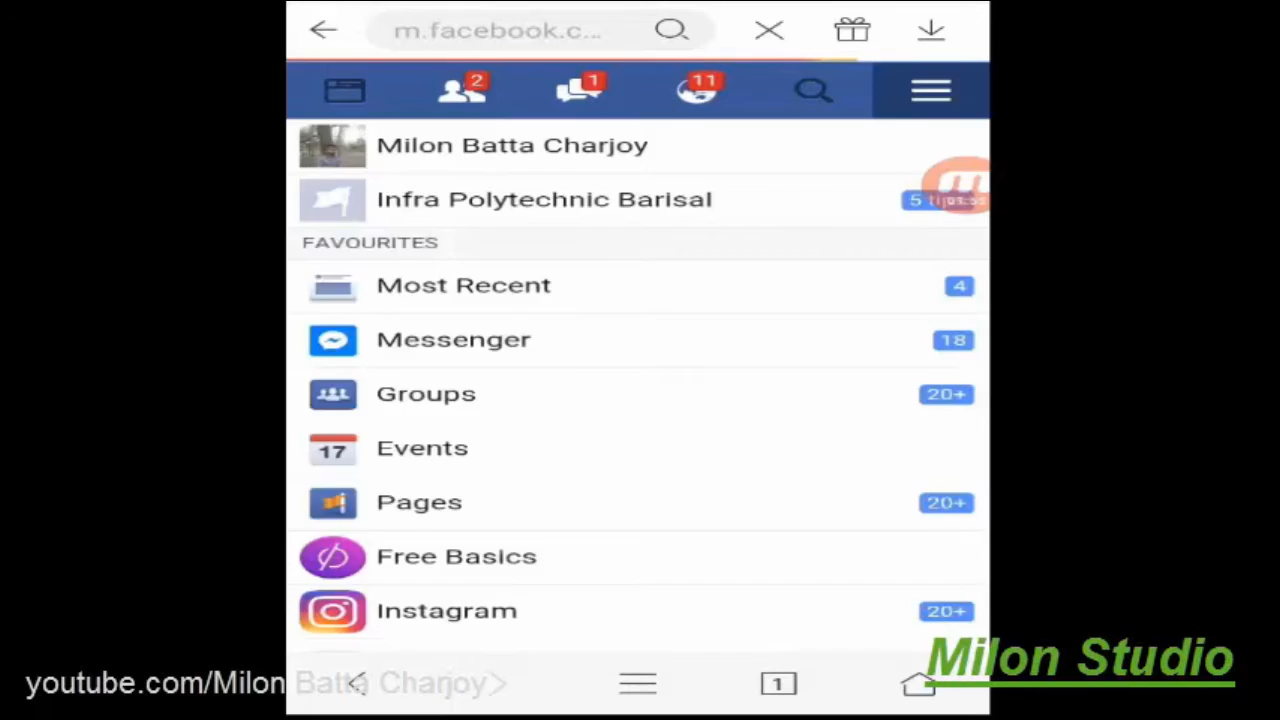 m.facebook.c...
2
1
11
Milon Batta Charjoy
Infra Polytechnic Barisal
5
FAVOURITES
Most Recent
4
Messenger
18
Groups
20+
17
Events
Pages
20+
Free Basics
Instagram
20+
Milon Studio
youtube.com/Milon Batta Charjoy
1